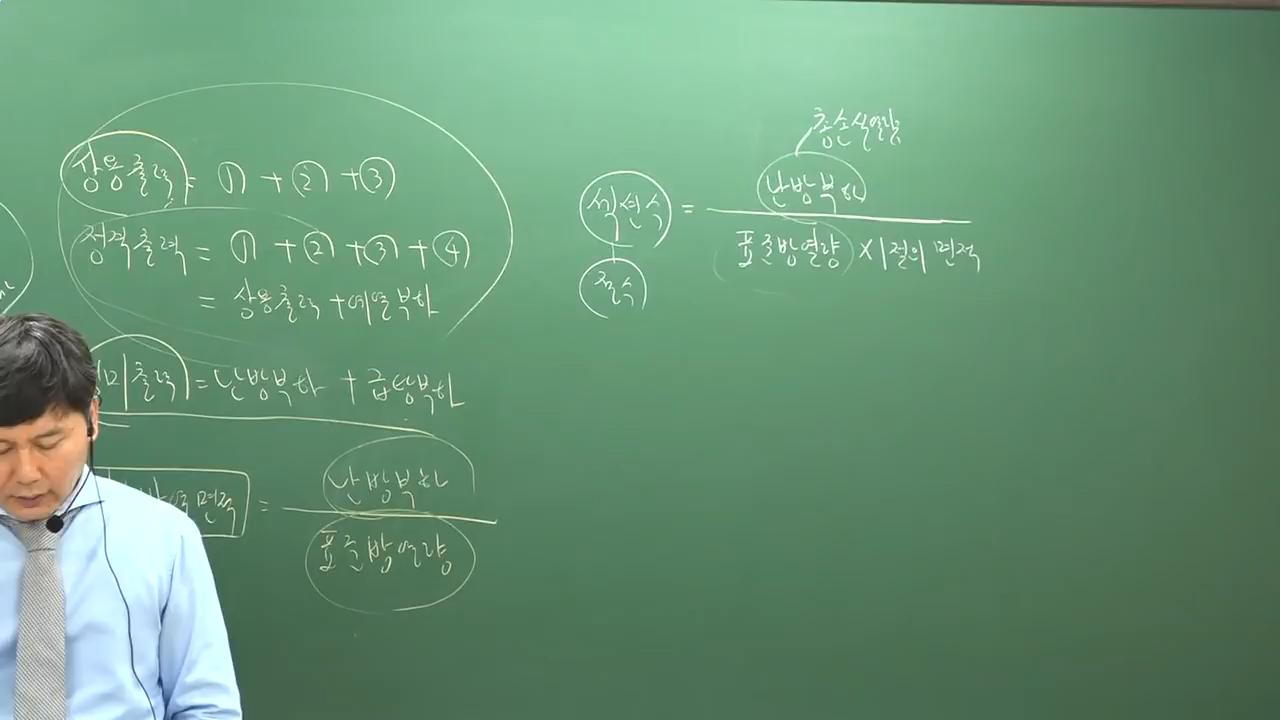 상용출력 = ① + ② + ③
정격출력 = ① + ② + ③ + ④
= 상용출력 + 예열부하
출력 = 난방부하 + 급탕부하
면적 = 난방부하
표준방열량
총손실열량
섹션수 = 난방부하
표준방열량 × 1절의 면적
절수